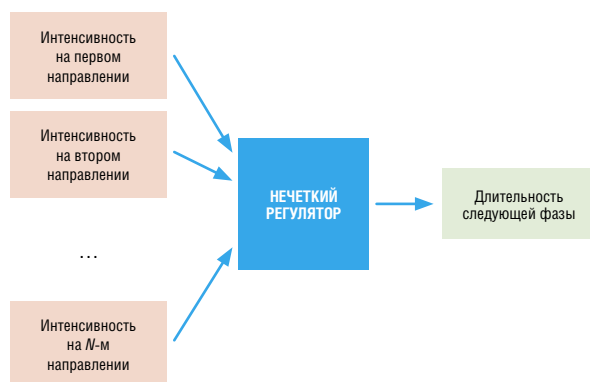 Интенсивность
на первом
направлении
Интенсивность
на втором
направлении
...
Интенсивность
на N-м
направлении
НЕЧЕТКИЙ
РЕГУЛЯТОР
Длительность
следующей фазы